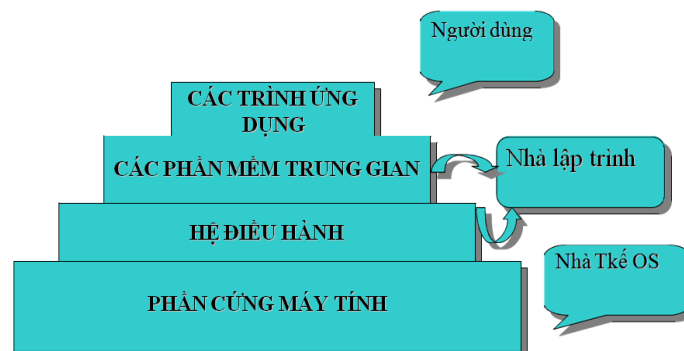 Người dùng
CÁC TRÌNH ỨNG
DỤNG
CÁC PHẦN MỀM TRUNG GIAN
Nhà lập trình
HỆ ĐIỀU HÀNH
Nhà Tkế OS
PHẦN CỨNG MÁY TÍNH